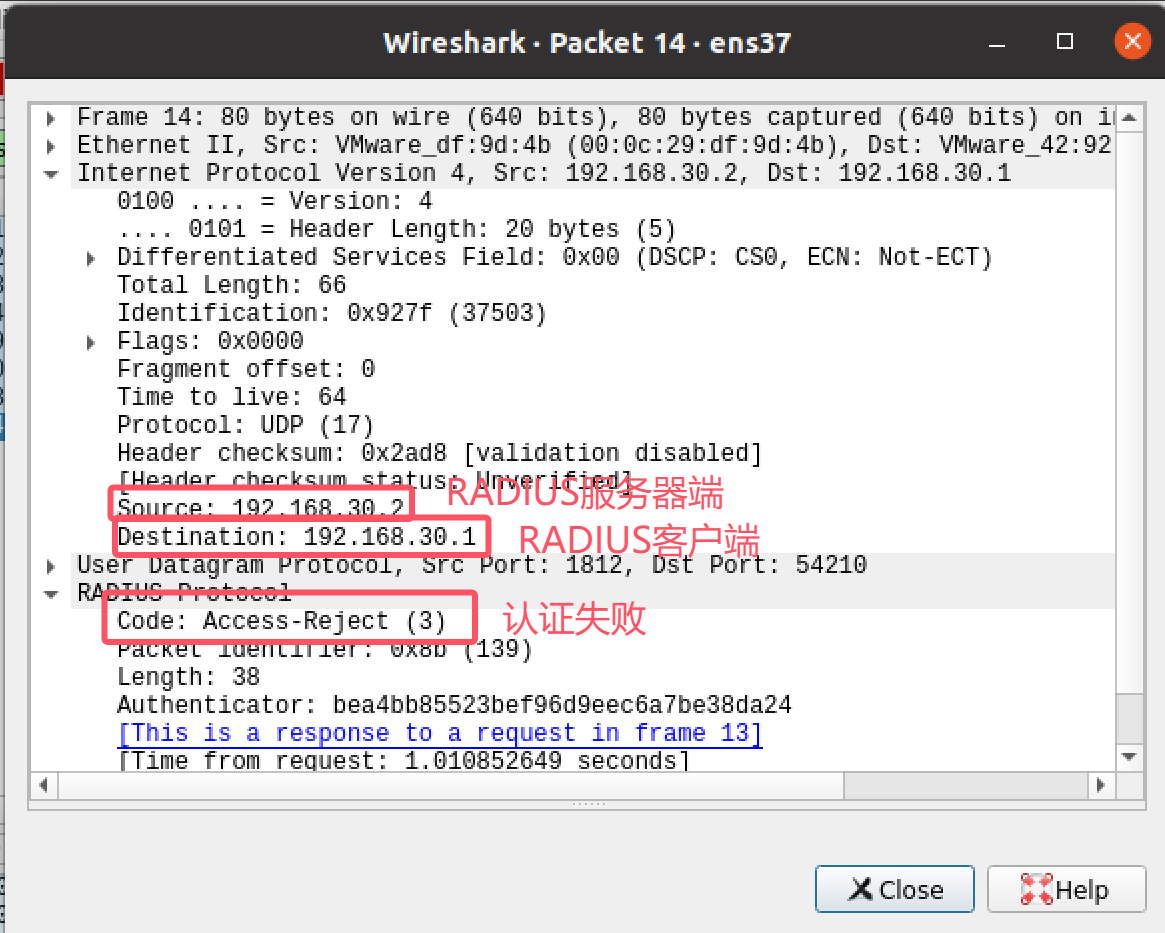 Wireshark · Packet 14 · ens37
Frame 14: 80 bytes on wire (640 bits), 80 bytes captured (640 bits) on i
Ethernet II, Src: VMware_df:9d:4b (00:0c:29:df:9d:4b), Dst: VMware_42:92
Internet Protocol Version 4, Src: 192.168.30.2, Dst: 192.168.30.1
0100 .... = Version: 4
.... 0101 = Header Length: 20 bytes (5)
Differentiated Services Field: 0x00 (DSCP: CS0, ECN: Not-ECT)
Total Length: 66
Identification: 0x927f (37503)
Flags: 0x0000
Fragment offset: 0
Time to live: 64
Protocol: UDP (17)
Header checksum: 0x2ad8 [validation disabled]
[Header checksum status: Unverified]
Source: 192.168.30.2 RADIUS服务器端
Destination: 192.168.30.1 RADIUS客户端
User Datagram Protocol, Src Port: 1812, Dst Port: 54210
RADIUS Protocol
Code: Access-Reject (3) 认证失败
Packet identifier: 0x8b (139)
Length: 38
Authenticator: bea4bb85523bef96d9eec6a7be38da24
[This is a response to a request in frame 13]
[Time from request: 1.010852649 seconds]
Close Help